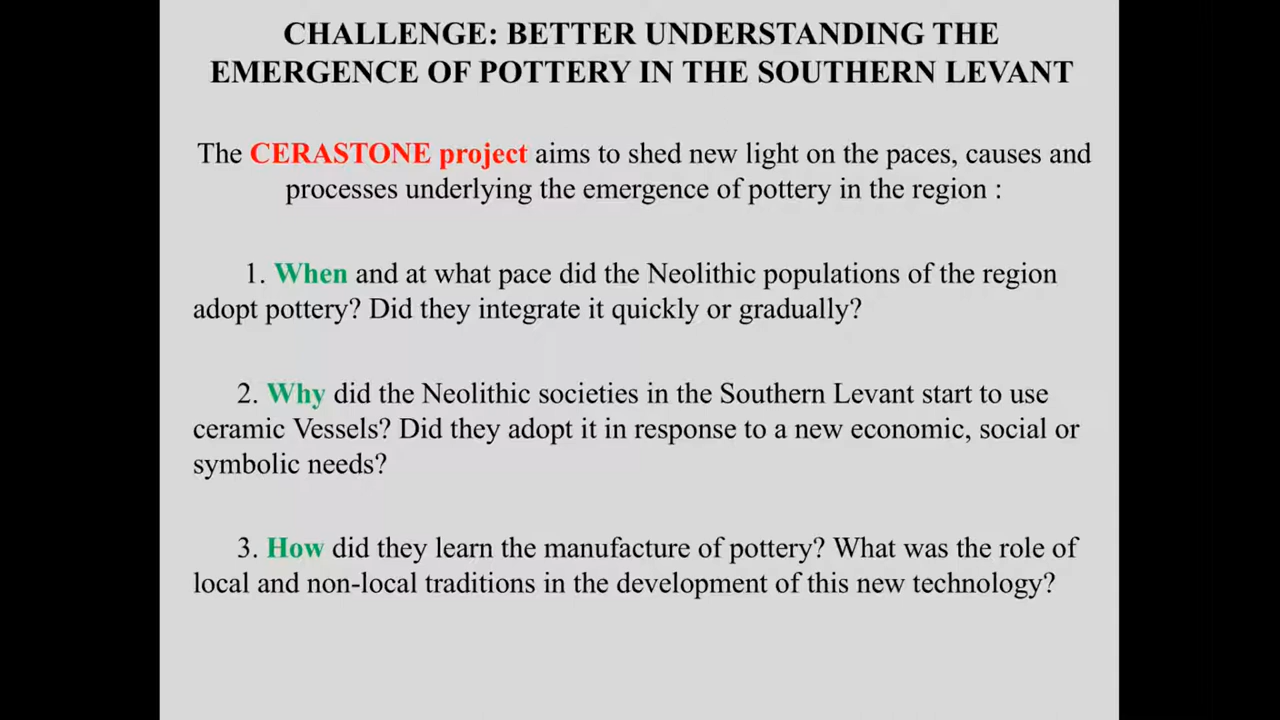 CHALLENGE: BETTER UNDERSTANDING THE
EMERGENCE OF POTTERY IN THE SOUTHERN LEVANT
The CERASTONE project aims to shed new light on the paces, causes and
processes underlying the emergence of pottery in the region :
1. When and at what pace did the Neolithic populations of the region
adopt pottery? Did they integrate it quickly or gradually?
2. Why did the Neolithic societies in the Southern Levant start to use
ceramic Vessels? Did they adopt it in response to a new economic, social or
symbolic needs?
3. How did they learn the manufacture of pottery? What was the role of
local and non-local traditions in the development of this new technology?